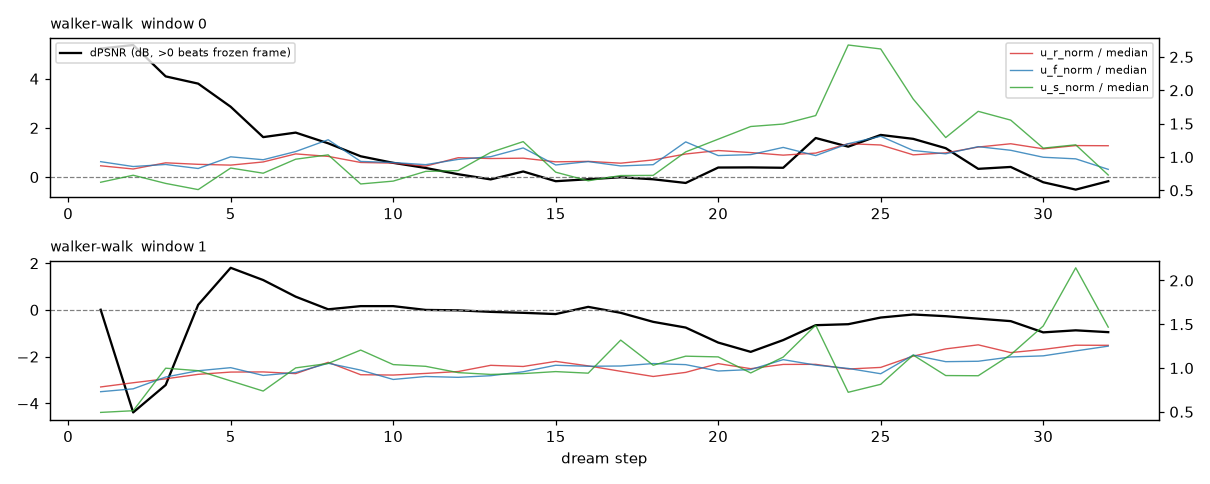 walker-walk  window 0
dPSNR (dB, >0 beats frozen frame)
u_r_norm / median
u_f_norm / median
u_s_norm / median
4
2
0
2.5
2.0
1.5
1.0
0.5
0 5 10 15 20 25 30
walker-walk  window 1
2
0
−2
−4
2.0
1.5
1.0
0.5
0 5 10 15 20 25 30
dream step